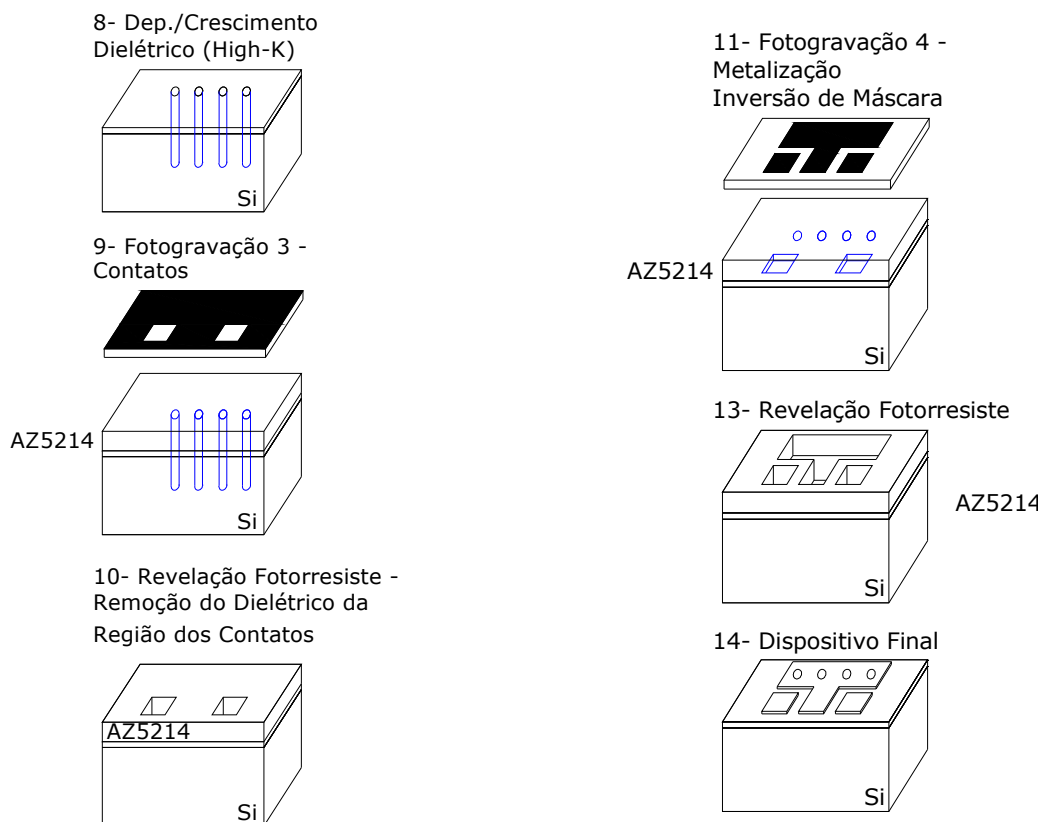 8- Dep./Crescimento
Dielétrico (High-K)
Si
9- Fotogravação 3 -
Contatos
AZ5214
Si
10- Revelação Fotorresiste -
Remoção do Dielétrico da
Região dos Contatos
AZ5214
Si
11- Fotogravação 4 -
Metalização
Inversão de Máscara
AZ5214
Si
13- Revelação Fotorresiste
AZ5214
Si
14- Dispositivo Final
Si